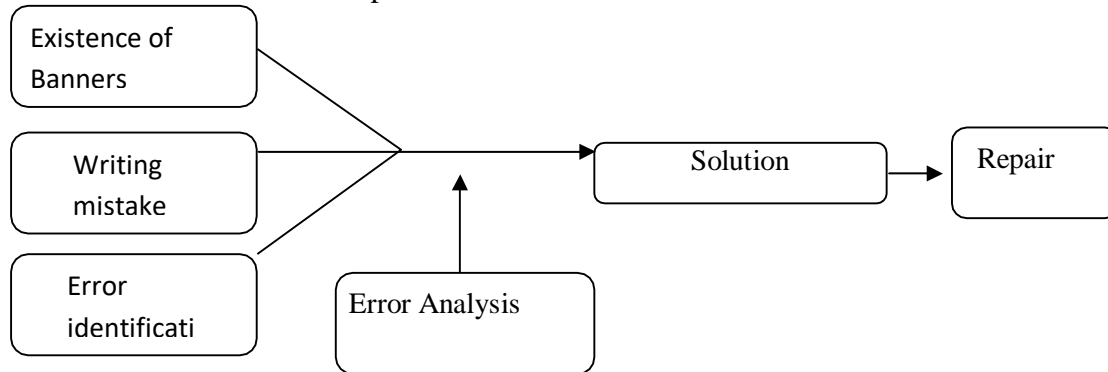 Existence of
Banners
Writing
mistake
Error
identificati
Error Analysis
Solution
Repair